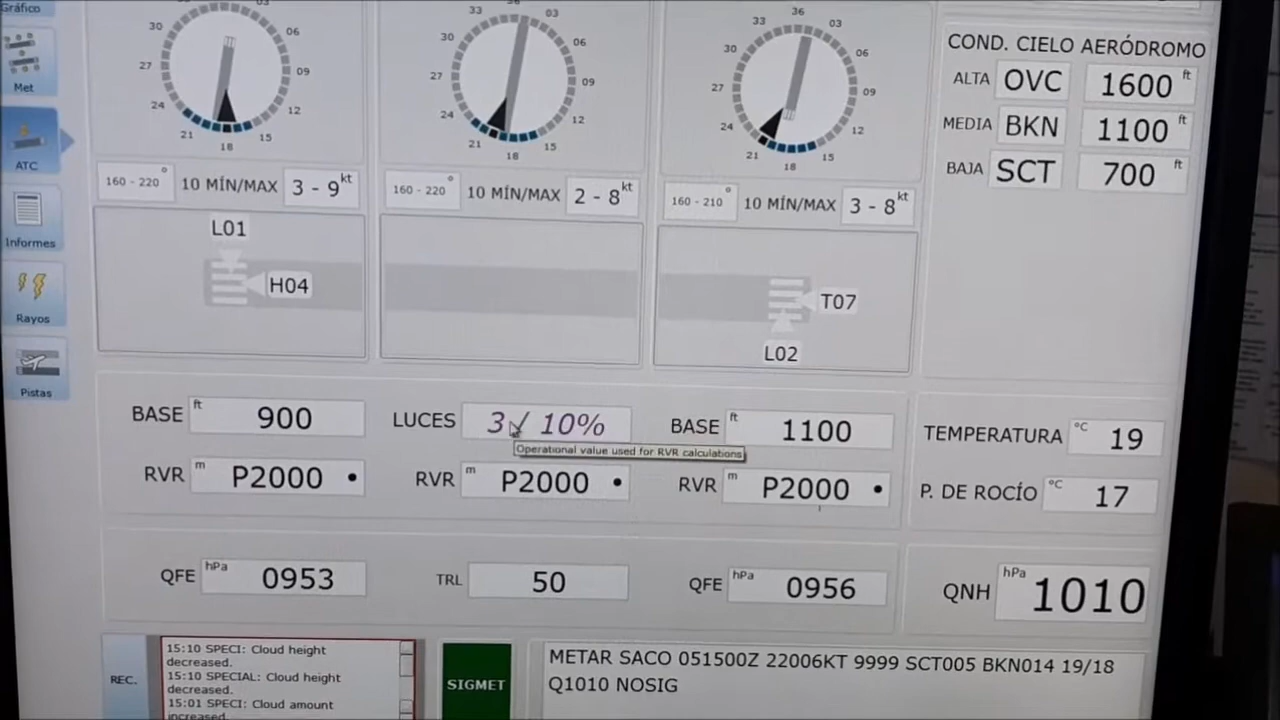 Gráfico
Met
ATC
Informes
Rayos
Pistas
30
27
24
21
18
15
12
09
06
03
33
36
03
30
27
24
21
18
15
12
09
06
33
36
03
30
27
24
21
18
15
12
09
06
160 - 220 °
10 MÍN/MAX
3 - 9 kt
160 - 220 °
10 MÍN/MAX
2 - 8 kt
160 - 210 °
10 MÍN/MAX
3 - 8 kt
COND. CIELO AERÓDROMO
ALTA OVC 1600 ft
MEDIA BKN 1100 ft
BAJA SCT 700 ft
L01
H04
T07
L02
BASE ft 900
LUCES 3 / 10%
BASE ft 1100
Operational value used for RVR calculations
RVR m P2000 •
RVR m P2000 •
RVR m P2000 •
TEMPERATURA °C 19
P. DE ROCÍO °C 17
QFE hPa 0953
TRL 50
QFE hPa 0956
QNH hPa 1010
REC.
15:10 SPECI: Cloud height
decreased.
15:10 SPECIAL: Cloud height
decreased.
15:01 SPECI: Cloud amount
increased.
SIGMET
METAR SACO 051500Z 22006KT 9999 SCT005 BKN014 19/18
Q1010 NOSIG